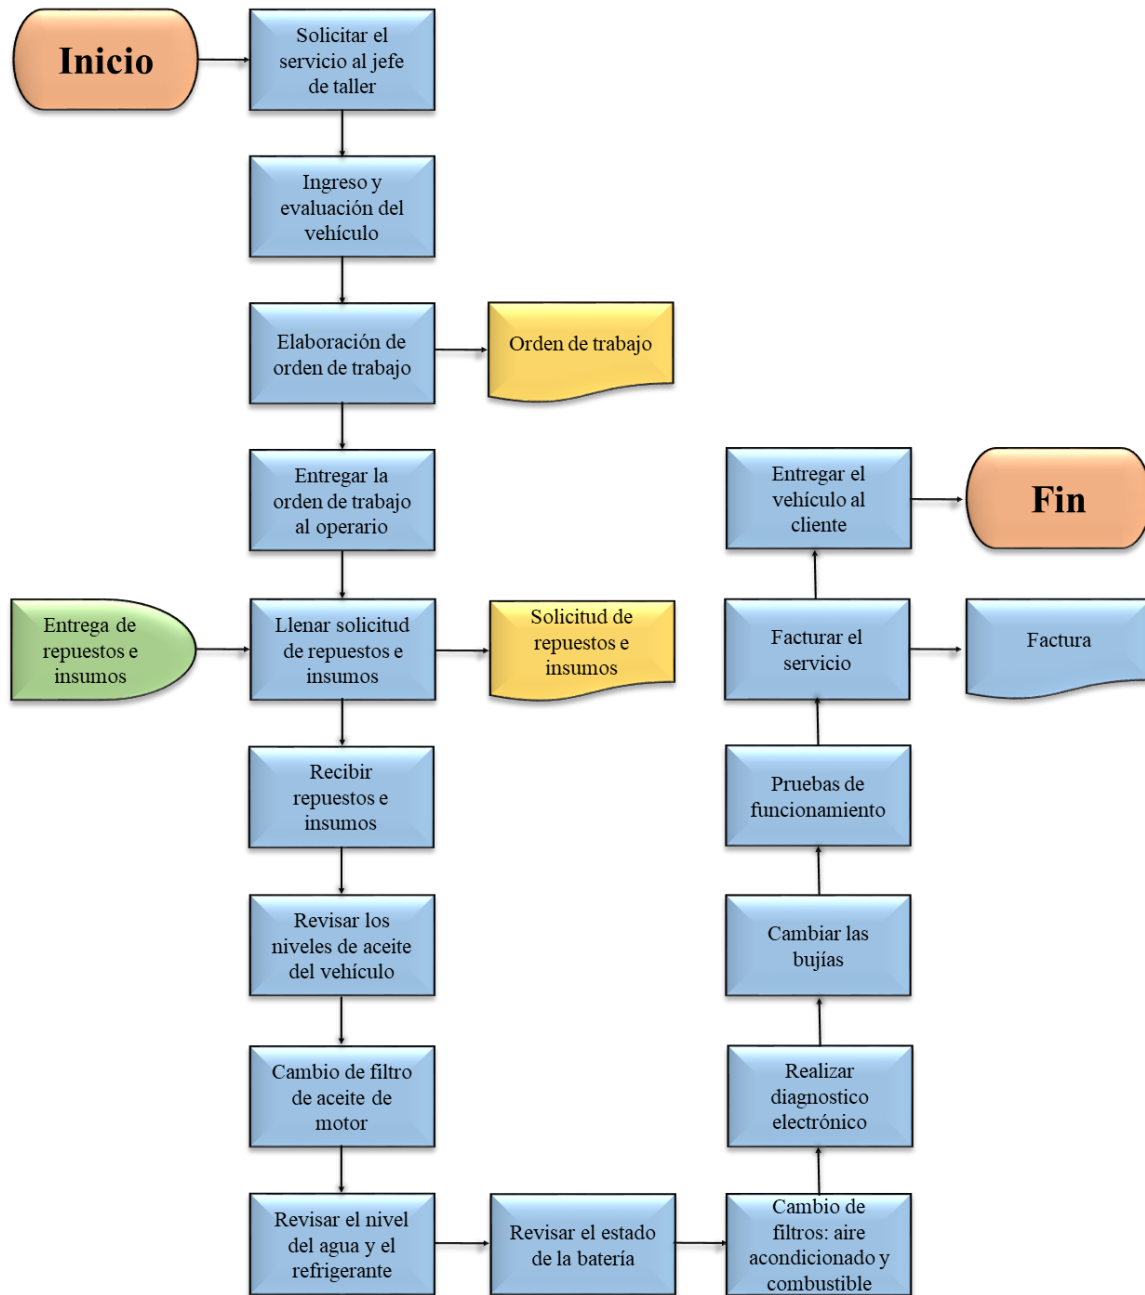 Inicio
Solicitar el
servicio al jefe
de taller
Ingreso y
evaluación del
vehículo
Elaboración de
orden de trabajo
Orden de trabajo
Entregar la
orden de trabajo
al operario
Entrega de
repuestos e
insumos
Llenar solicitud
de repuestos e
insumos
Solicitud de
repuestos e
insumos
Recibir
repuestos e
insumos
Revisar los
niveles de aceite
del vehículo
Cambio de filtro
de aceite de
motor
Revisar el nivel
del agua y el
refrigerante
Revisar el estado
de la batería
Cambio de
filtros: aire
acondicionado y
combustible
Realizar
diagnostico
electrónico
Cambiar las
bujías
Pruebas de
funcionamiento
Facturar el
servicio
Factura
Entregar el
vehículo al
cliente
Fin